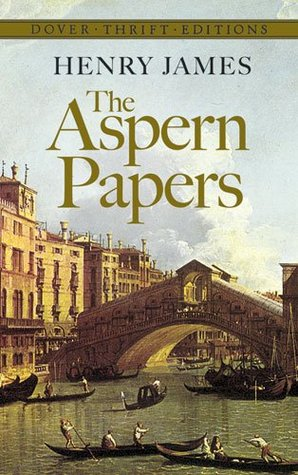 DOVER · THRIFT · EDITIONS
HENRY JAMES
The
Aspern
Papers